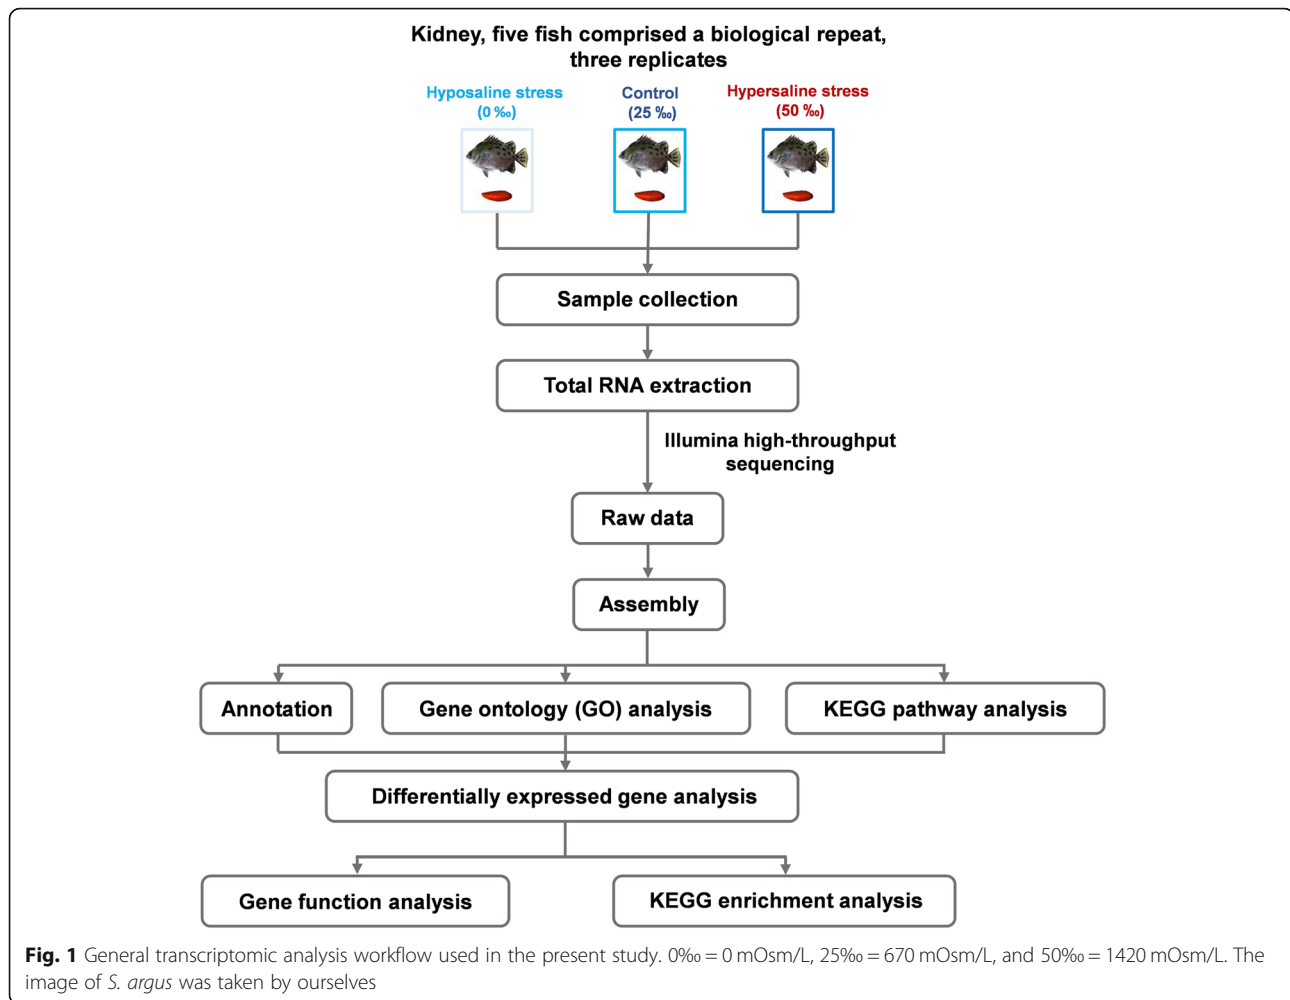 Kidney, five fish comprised a biological repeat,
three replicates
Hyposaline stress
(0 ‰)
Control
(25 ‰)
Hypersaline stress
(50 ‰)
Sample collection
Total RNA extraction
Illumina high-throughput
sequencing
Raw data
Assembly
Annotation
Gene ontology (GO) analysis
KEGG pathway analysis
Differentially expressed gene analysis
Gene function analysis
KEGG enrichment analysis
Fig. 1 General transcriptomic analysis workflow used in the present study. 0‰ = 0 mOsm/L, 25‰ = 670 mOsm/L, and 50‰ = 1420 mOsm/L. The
image of S. argus was taken by ourselves